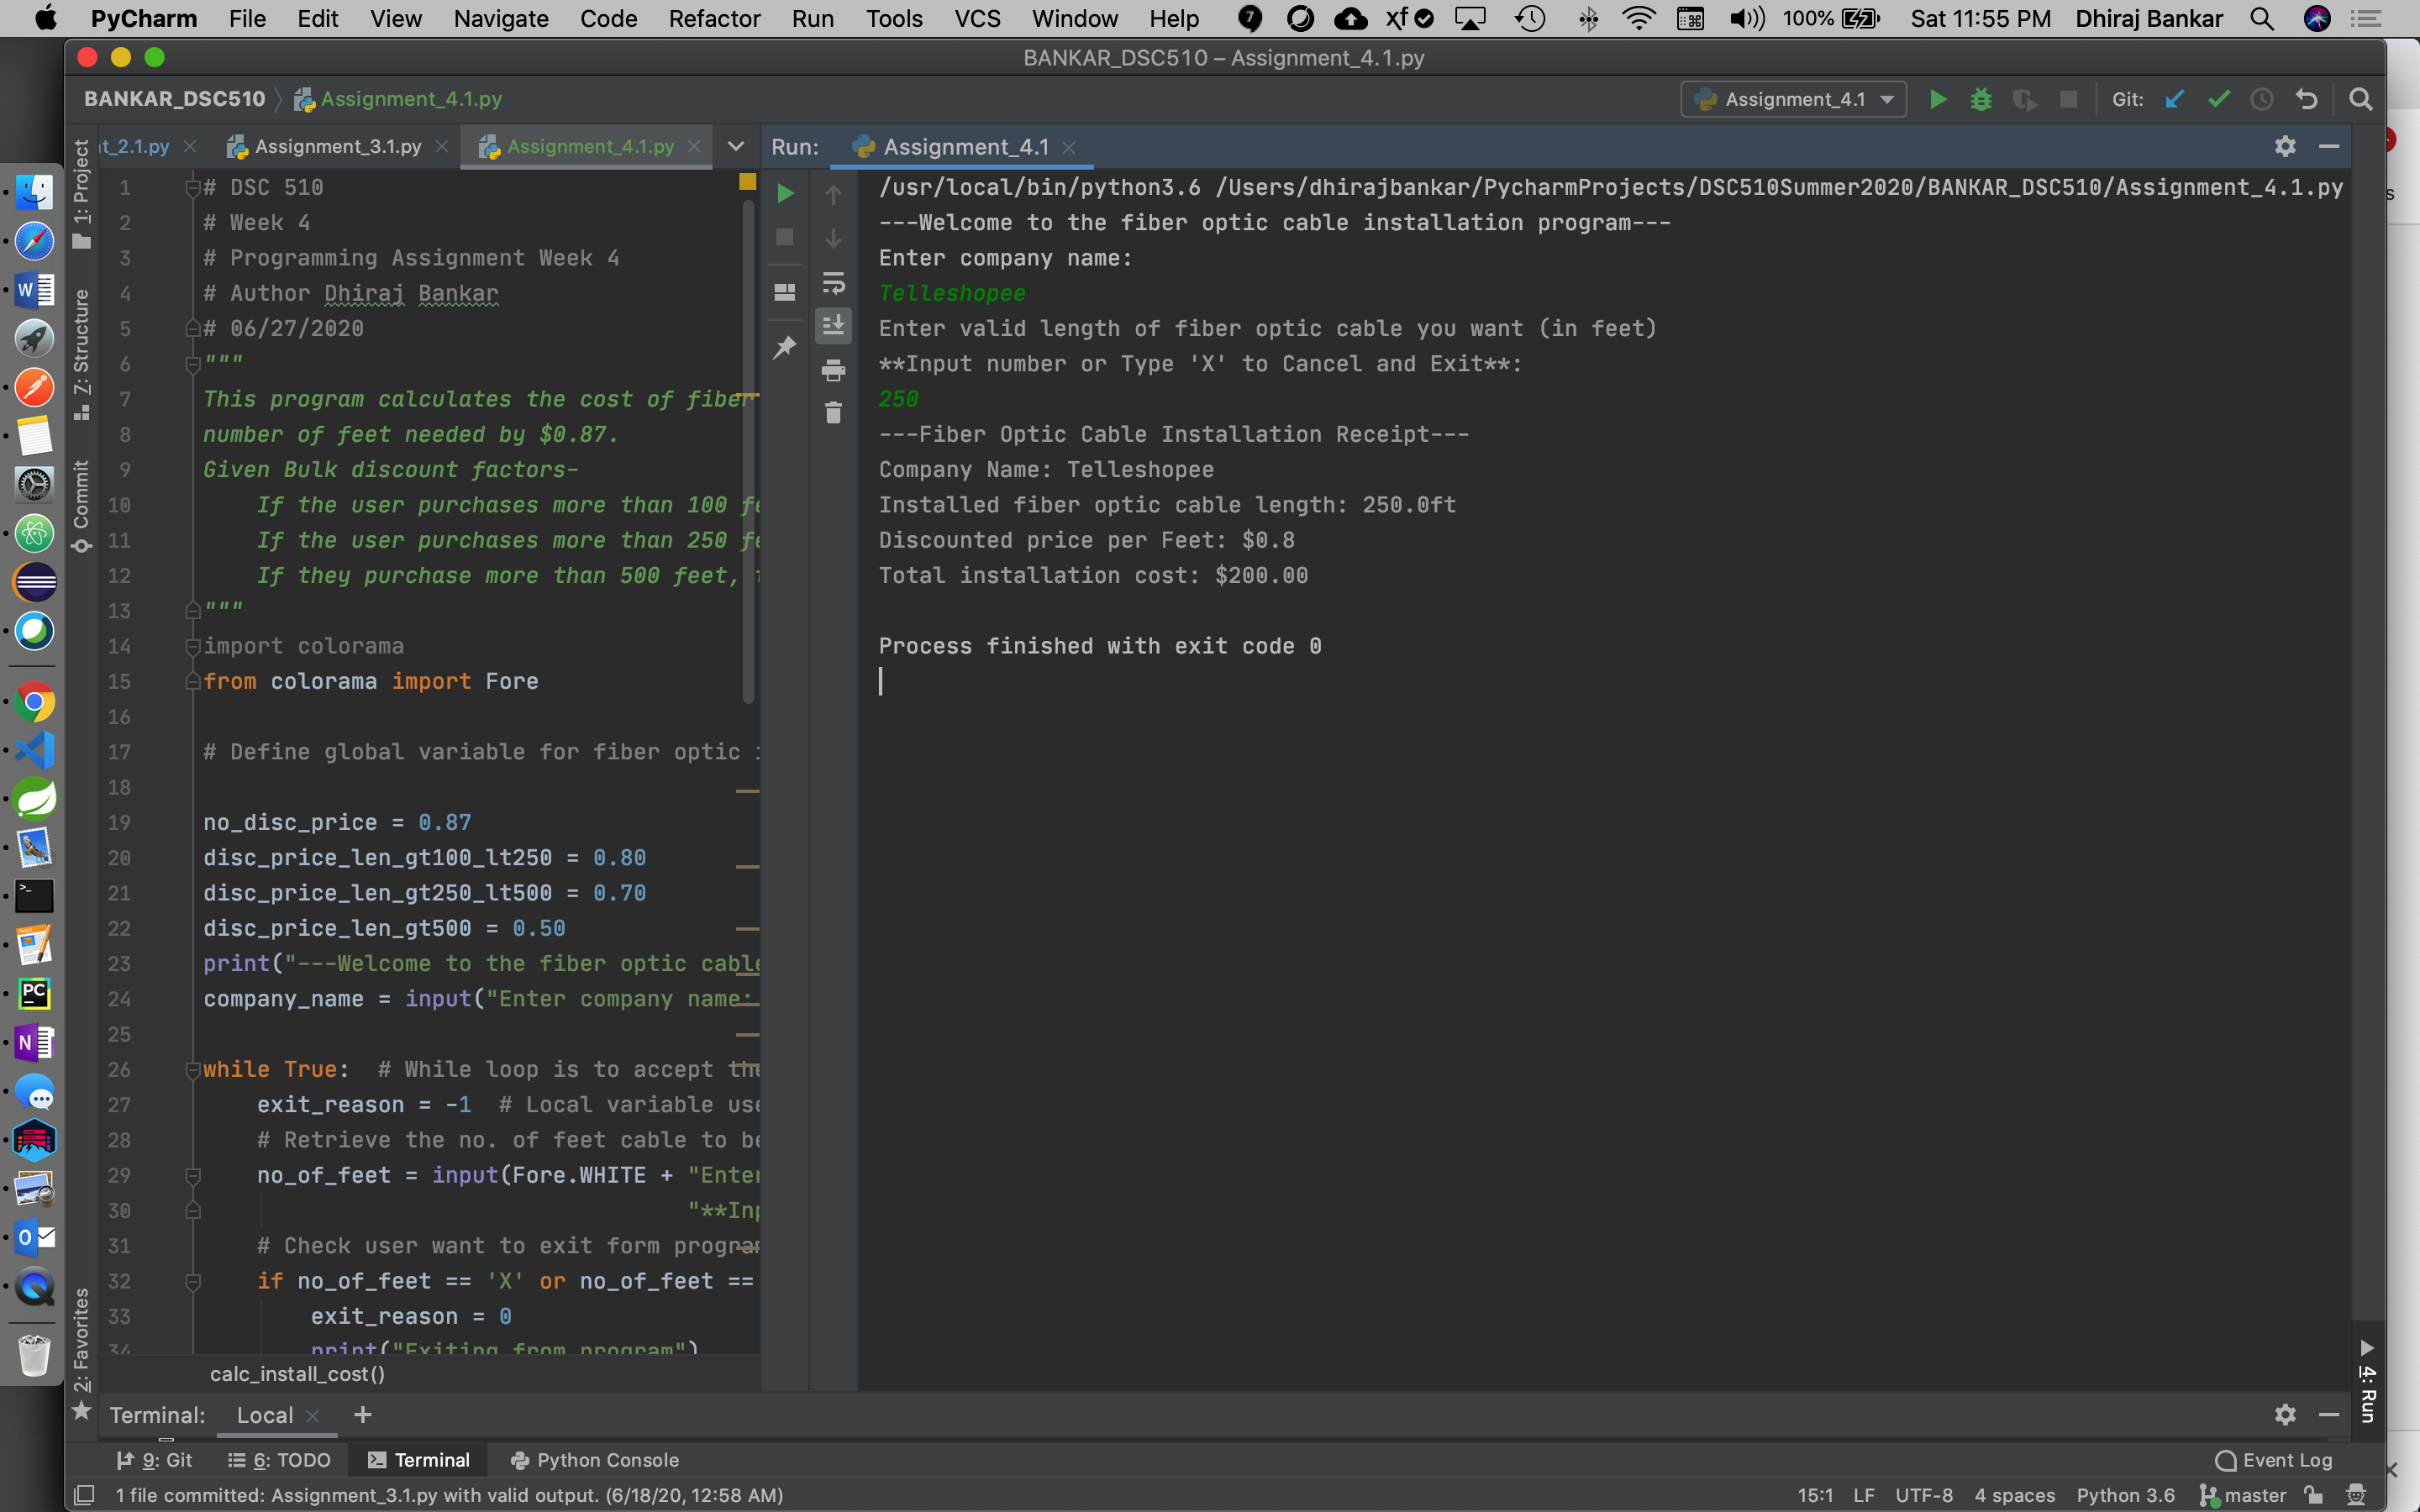 PyCharm File Edit View Navigate Code Refactor Run Tools VCS Window Help 7 xf 100% Sat 11:55 PM Dhiraj Bankar
BANKAR_DSC510 – Assignment_4.1.py
BANKAR_DSC510 Assignment_4.1.py Assignment_4.1 Git:
t_2.1.py Assignment_3.1.py Assignment_4.1.py
Run: Assignment_4.1
1: Project
Z: Structure
Commit
2: Favorites
1 # DSC 510
2 # Week 4
3 # Programming Assignment Week 4
4 # Author Dhiraj Bankar
5 # 06/27/2020
6 """
7 This program calculates the cost of fiber
8 number of feet needed by $0.87.
9 Given Bulk discount factors-
10 If the user purchases more than 100 fe
11 If the user purchases more than 250 fe
12 If they purchase more than 500 feet,
13 """
14 import colorama
15 from colorama import Fore
16
17 # Define global variable for fiber optic
18
19 no_disc_price = 0.87
20 disc_price_len_gt100_lt250 = 0.80
21 disc_price_len_gt250_lt500 = 0.70
22 disc_price_len_gt500 = 0.50
23 print("---Welcome to the fiber optic cable
24 company_name = input("Enter company name:
25
26 while True: # While loop is to accept the
27 exit_reason = -1 # Local variable use
28 # Retrieve the no. of feet cable to be
29 no_of_feet = input(Fore.WHITE + "Enter
30 "**Inp
31 # Check user want to exit form program
32 if no_of_feet == 'X' or no_of_feet ==
33 exit_reason = 0
34 print("Exiting from program")
calc_install_cost()
/usr/local/bin/python3.6 /Users/dhirajbankar/PycharmProjects/DSC510Summer2020/BANKAR_DSC510/Assignment_4.1.py
---Welcome to the fiber optic cable installation program---
Enter company name:
Telleshopee
Enter valid length of fiber optic cable you want (in feet)
**Input number or Type 'X' to Cancel and Exit**:
250
---Fiber Optic Cable Installation Receipt---
Company Name: Telleshopee
Installed fiber optic cable length: 250.0ft
Discounted price per Feet: $0.8
Total installation cost: $200.00
Process finished with exit code 0
4: Run
Terminal: Local +
9: Git 6: TODO Terminal Python Console Event Log
1 file committed: Assignment_3.1.py with valid output. (6/18/20, 12:58 AM) 15:1 LF UTF-8 4 spaces Python 3.6 master